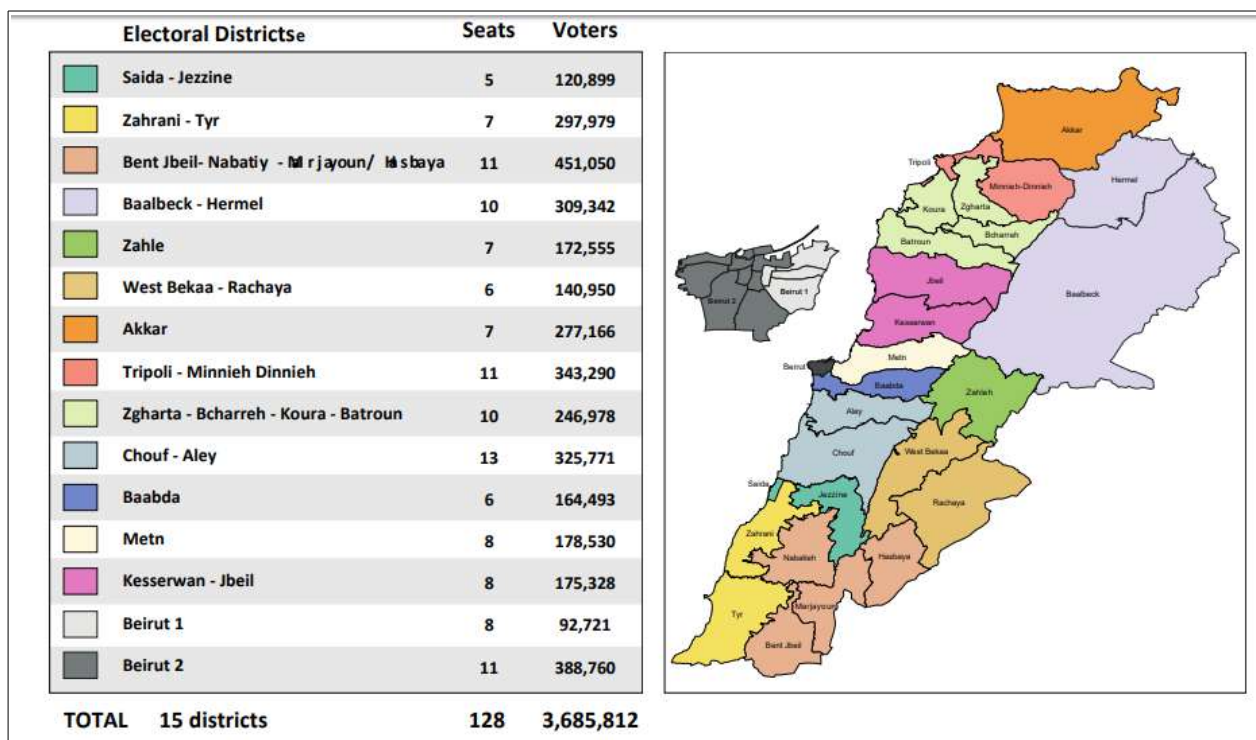 Electoral Districtse Seats Voters
Saida - Jezzine 5 120,899
Zahrani - Tyr 7 297,979
Bent Jbeil- Nabatiy - 11 451,050
Baalbeck - Hermel 10 309,342
Zahle 7 172,555
West Bekaa - Rachaya 6 140,950
Akkar 7 277,166
Tripoli - Minnieh Dinnieh 11 343,290
Zgharta - Bcharreh - Koura - Batroun 10 246,978
Chouf - Aley 13 325,771
Baabda 6 164,493
Metn 8 178,530
Kesserwan - Jbeil 8 175,328
Beirut 1 8 92,721
Beirut 2 11 388,760
TOTAL 15 districts 128 3,685,812
Akkar
Tripoli
Hermel
Minnieh-Dinnieh
Koura
Zgharta
Bcharreh
Batroun
Jbeil
Baalbeck
Beirut 1
Beirut 2
Metn
Beirut
Baabda
Zahleh
Aley
West Bekaa
Chouf
Saida
Jezzine
Rachaya
Zahrani
Nabatieh
Tyr
Bent Jbeil